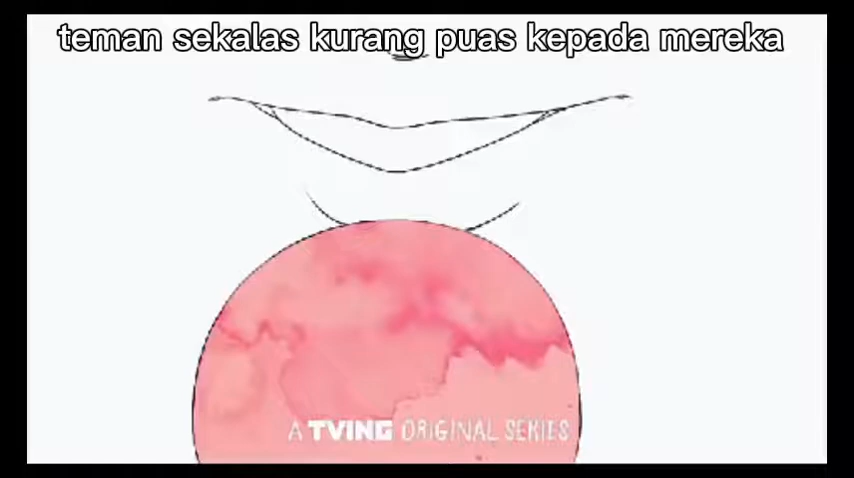 teman sekalas kurang puas kepada mereka
A TVING ORIGINAL SERIES